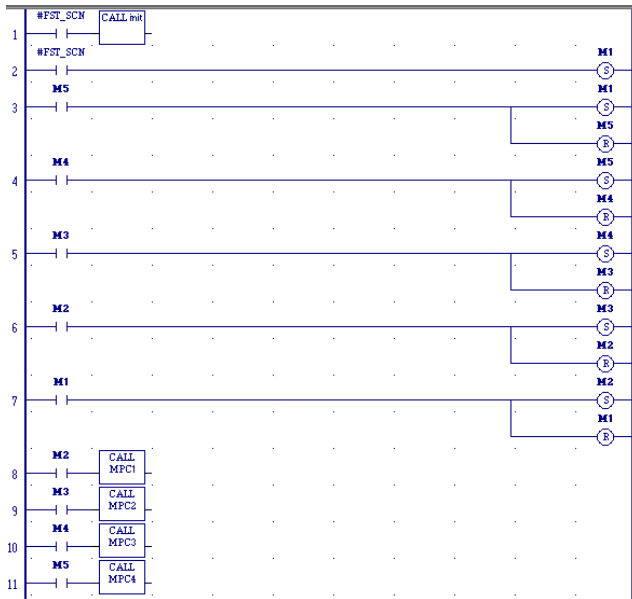 #FST_SCN CALL init
1
#FST_SCN M1
2 S
M5 M1
3 S
M5
R
M4 M5
4 S
M4
R
M3 M4
5 S
M3
R
M2 M3
6 S
M2
R
M1 M2
7 S
M1
R
M2 CALL
MPC1
8
M3 CALL
MPC2
9
M4 CALL
MPC3
10
M5 CALL
MPC4
11